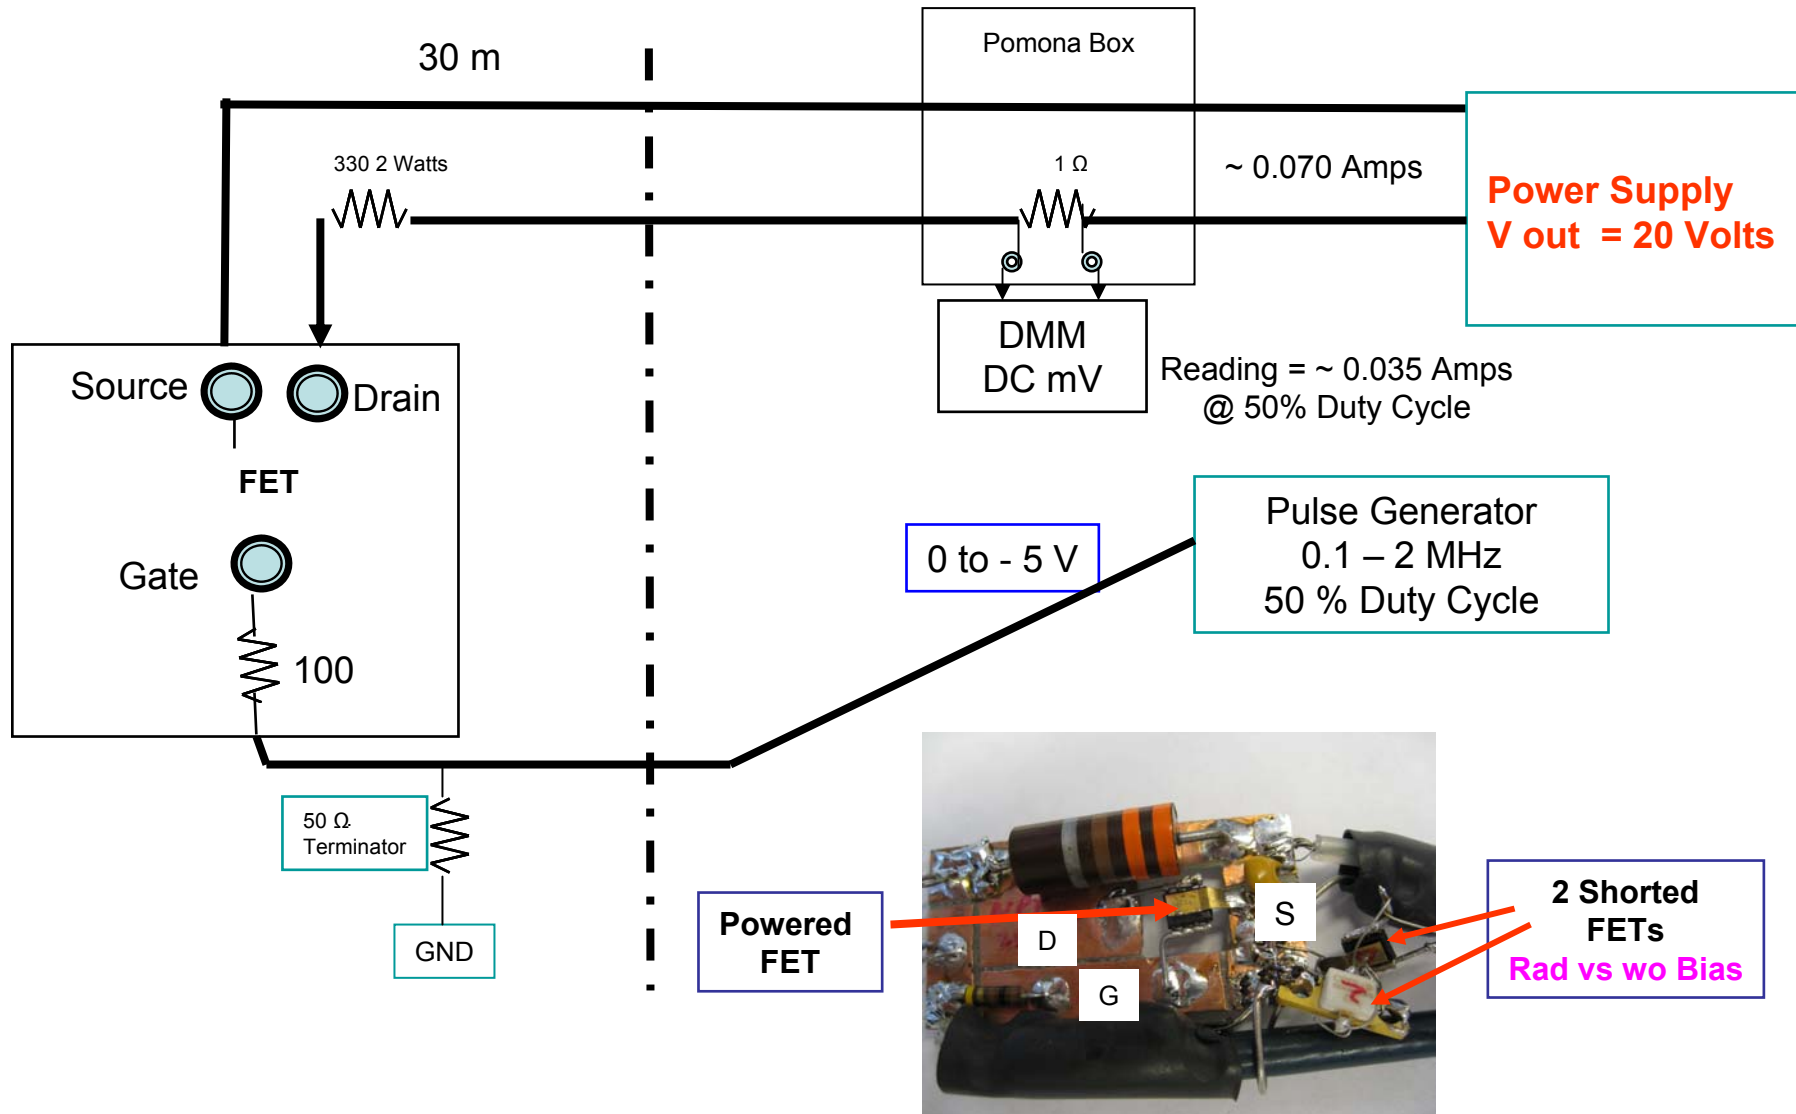 30 m
Pomona Box
330 2 Watts
1 Ω
~ 0.070 Amps
Power Supply
V out = 20 Volts
DMM
DC mV
Reading = ~ 0.035 Amps
@ 50% Duty Cycle
Source
Drain
FET
Gate
100
0 to - 5 V
Pulse Generator
0.1 – 2 MHz
50 % Duty Cycle
50 Ω
Terminator
GND
Powered
FET
D
S
G
2 Shorted
FETs
Rad vs wo Bias